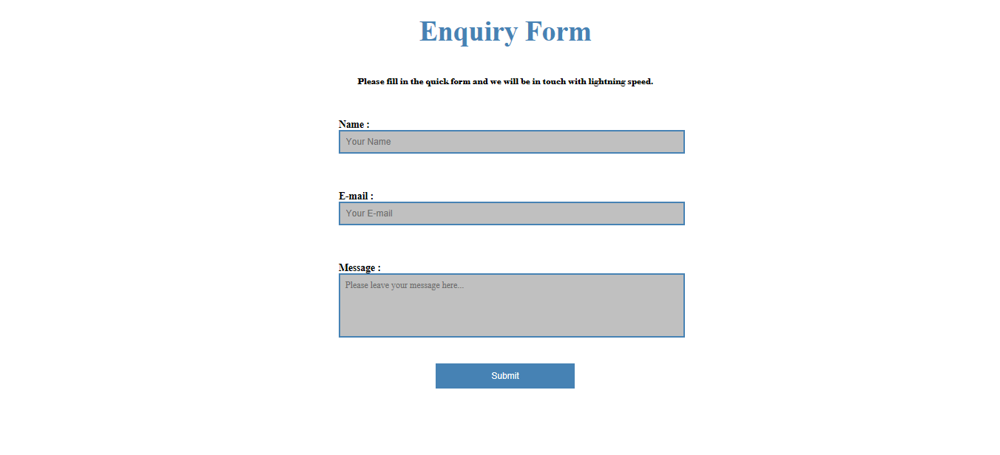 Enquiry Form
Please fill in the quick form and we will be in touch with lightning speed.
Name :
Your Name
E-mail :
Your E-mail
Message :
Please leave your message here...
Submit